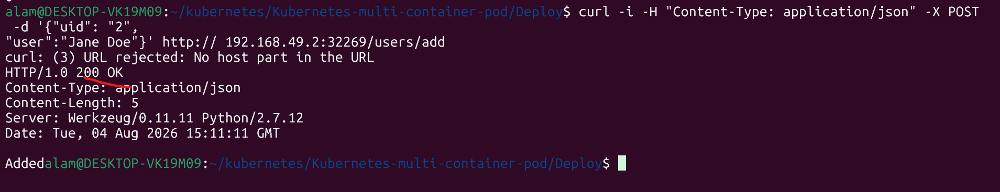 alam@DESKTOP-VK19M09:~/kubernetes/Kubernetes-multi-container-pod/Deploy$ curl -i -H "Content-Type: application/json" -X POST
 -d '{"uid": "2",
"user":"Jane Doe"}' http:// 192.168.49.2:32269/users/add
curl: (3) URL rejected: No host part in the URL
HTTP/1.0 200 OK
Content-Type: application/json
Content-Length: 5
Server: Werkzeug/0.11.11 Python/2.7.12
Date: Tue, 04 Aug 2026 15:11:11 GMT

Addedalam@DESKTOP-VK19M09:~/kubernetes/Kubernetes-multi-container-pod/Deploy$